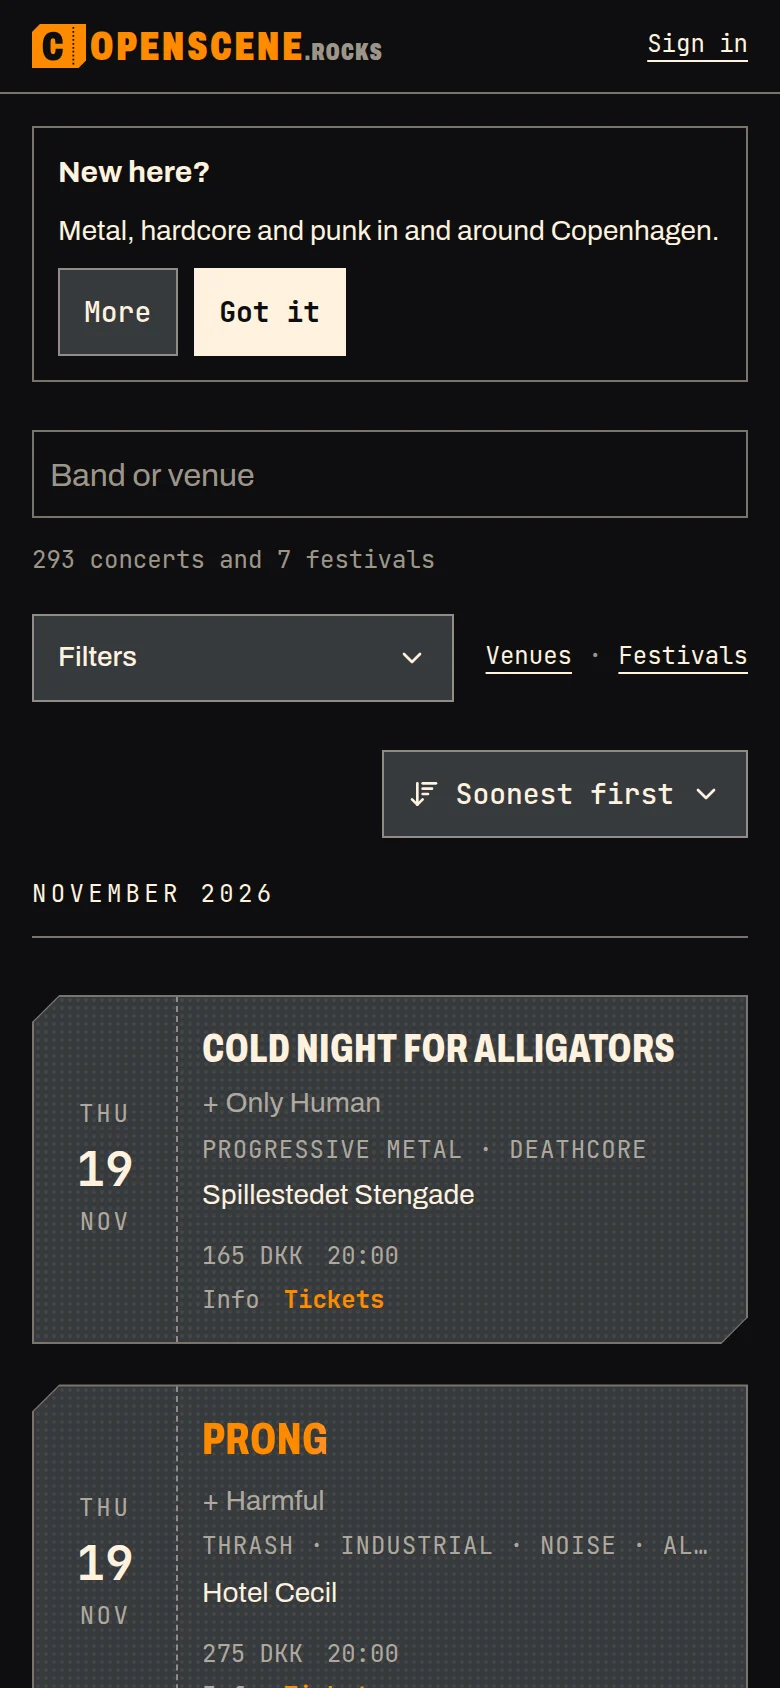 C OPENSCENE.ROCKS
Sign in
New here?
Metal, hardcore and punk in and around Copenhagen.
More Got it
Band or venue
293 concerts and 7 festivals
Filters
Venues · Festivals
Soonest first
NOVEMBER 2026
THU
19
NOV
COLD NIGHT FOR ALLIGATORS
+ Only Human
PROGRESSIVE METAL · DEATHCORE
Spillestedet Stengade
165 DKK 20:00
Info Tickets
THU
19
NOV
PRONG
+ Harmful
THRASH · INDUSTRIAL · NOISE · AL…
Hotel Cecil
275 DKK 20:00